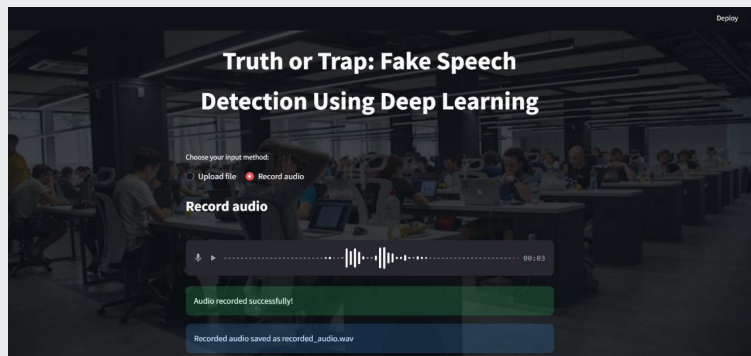 Deploy
Truth or Trap: Fake Speech
Detection Using Deep Learning
Choose your input method:
Upload file Record audio
Record audio
00:03
Audio recorded successfully!
Recorded audio saved as recorded_audio.wav